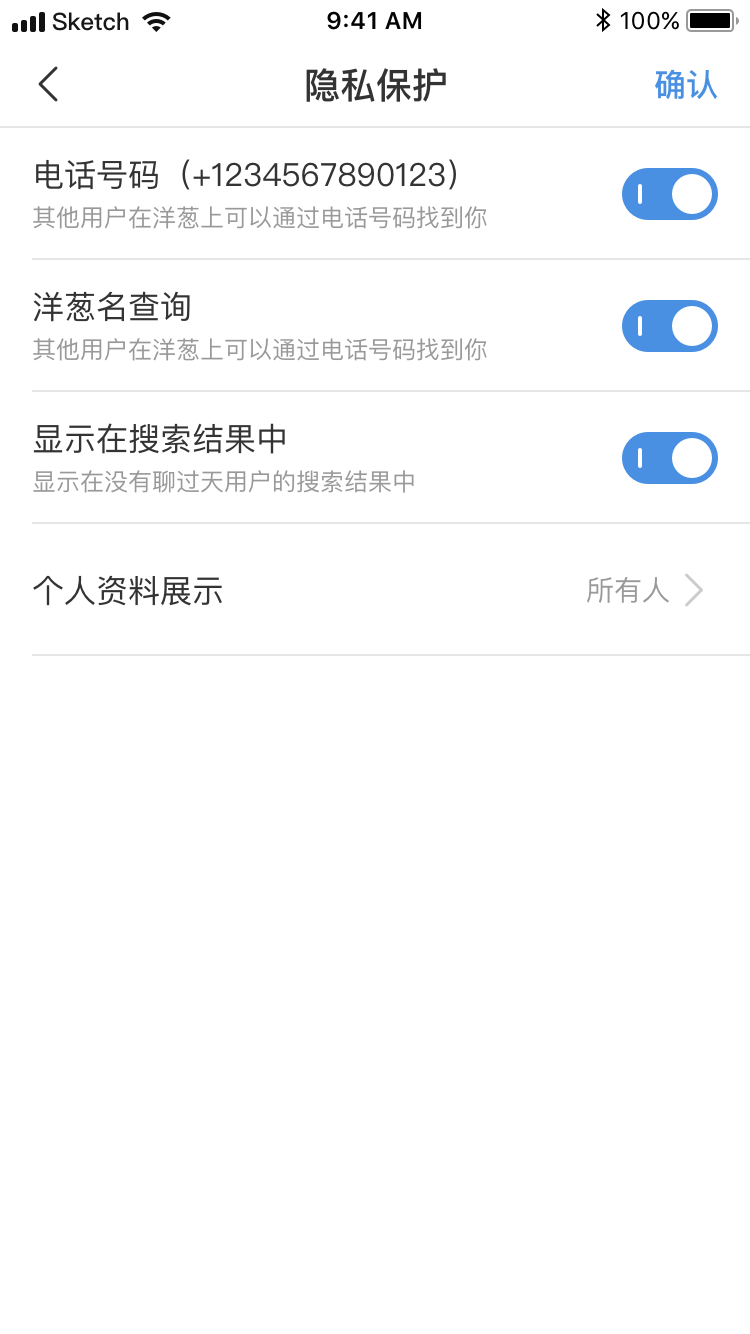 Sketch 9:41 AM 100%
隐私保护 确认
电话号码（+1234567890123）
其他用户在洋葱上可以通过电话号码找到你
洋葱名查询
其他用户在洋葱上可以通过电话号码找到你
显示在搜索结果中
显示在没有聊过天用户的搜索结果中
个人资料展示 所有人